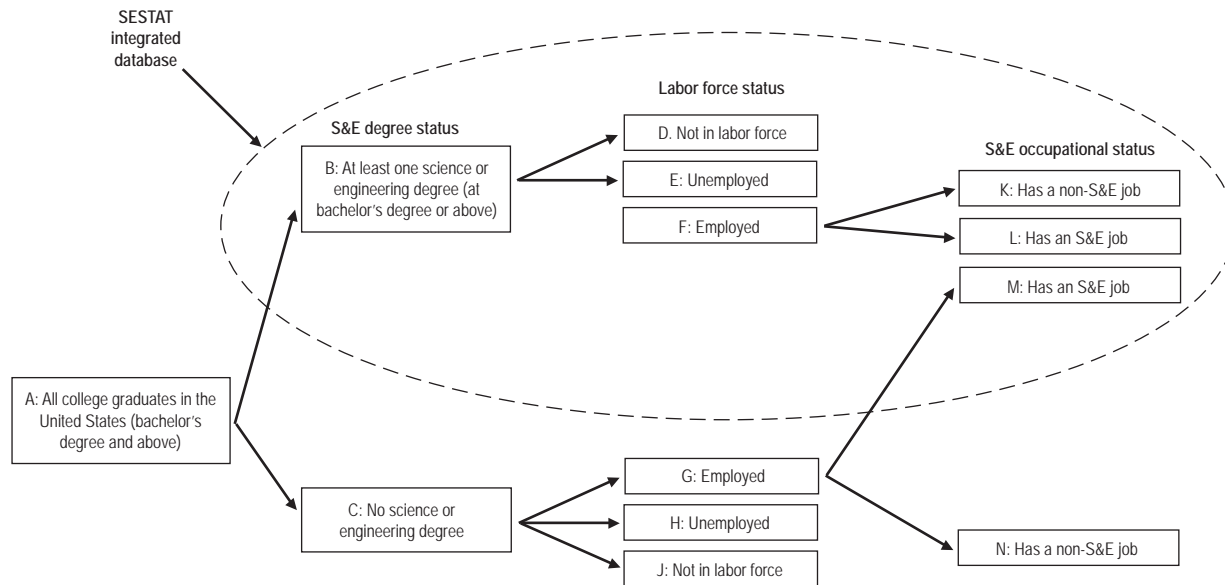 SESTAT
integrated
database
Labor force status
S&E degree status
D. Not in labor force
S&E occupational status
B: At least one science or
engineering degree (at
bachelor's degree or above)
E: Unemployed
K: Has a non-S&E job
F: Employed
L: Has an S&E job
M: Has an S&E job
A: All college graduates in the
United States (bachelor's
degree and above)
G: Employed
C: No science or
engineering degree
H: Unemployed
N: Has a non-S&E job
J: Not in labor force